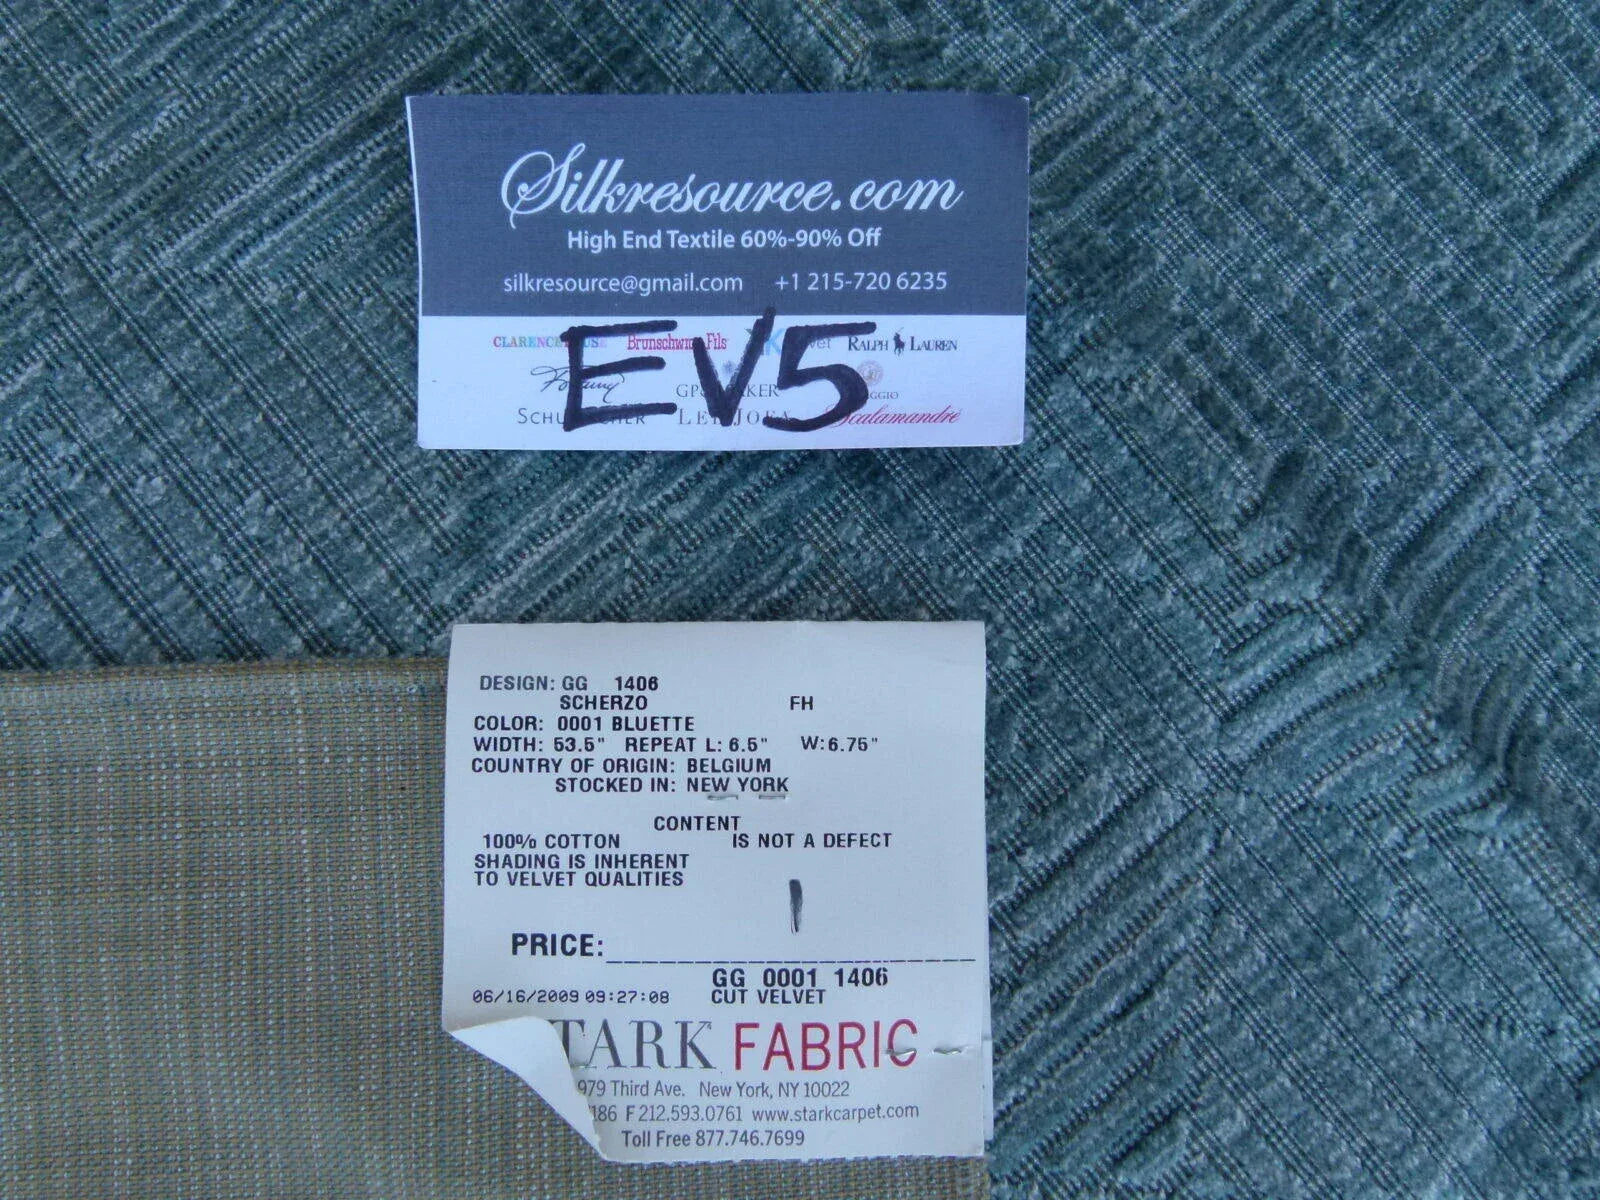 Silkresource.com
High End Textile 60%-90% Off
silkresource@gmail.com +1 215-720 6235
Brunschwig Fils RALPH LAUREN
EV5
Fortuny
Scalamandré
DESIGN: GG 1406
SCHERZO FH
COLOR: 0001 BLUETTE
WIDTH: 53.5" REPEAT L: 6.5" W:6.75"
COUNTRY OF ORIGIN: BELGIUM
STOCKED IN: NEW YORK
CONTENT
100% COTTON IS NOT A DEFECT
SHADING IS INHERENT
TO VELVET QUALITIES
PRICE:
GG 0001 1406
06/16/2009 09:27:08 CUT VELVET
TARK FABRIC
979 Third Ave. New York, NY 10022
186 F 212.593.0761 www.starkcarpet.com
Toll Free 877.746.7699